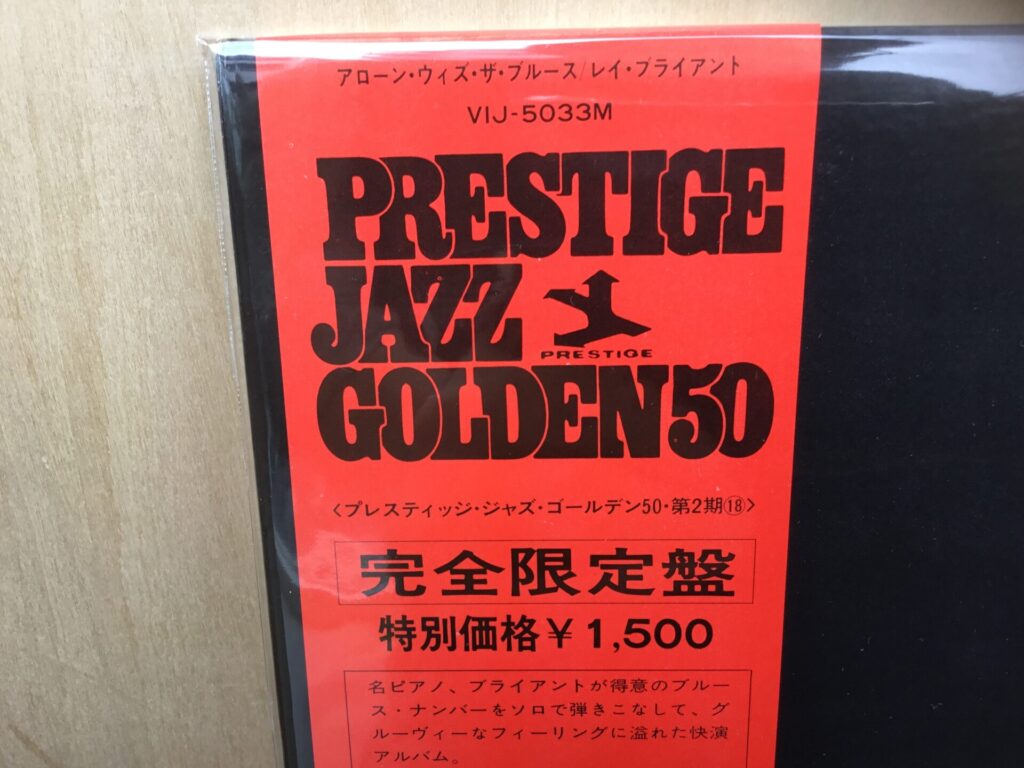 アローン・ウィズ・ザ・ブルース/レイ・ブライアント
VIJ-5033M
PRESTIGE
JAZZ
PRESTIGE
GOLDEN50
〈プレスティッジ・ジャズ・ゴールデン50・第2期⑱〉
完全限定盤
特別価格¥1,500
名ピアノ、ブライアントが得意のブルー
ス・ナンバーをソロで弾きこなして、グ
ルーヴィーなフィーリングに溢れた快演
アルバム。